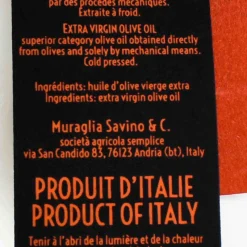 par des procédés mécaniques.
Extraite à froid.
EXTRA VIRGIN OLIVE OIL
superior category olive oil obtained directly
from olives and solely by mechanical means.
Cold pressed.
Ingrédients: huile d'olive vierge extra
Ingredients: extra virgin olive oil
Muraglia Savino & C.
società agricola semplice
via San Candido 83, 76123 Andria (bt), Italy
PRODUIT D'ITALIE
PRODUCT OF ITALY
Tenir à l'abri de la lumière et de la chaleur